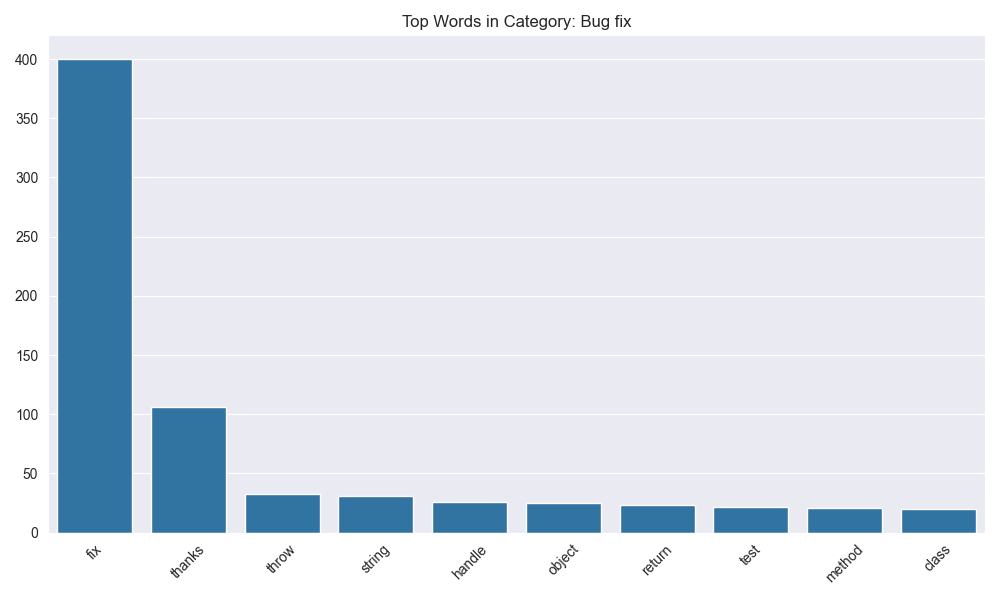 Top Words in Category: Bug fix
400
350
300
250
200
150
100
50
0
fix
thanks
throw
string
handle
object
return
test
method
class